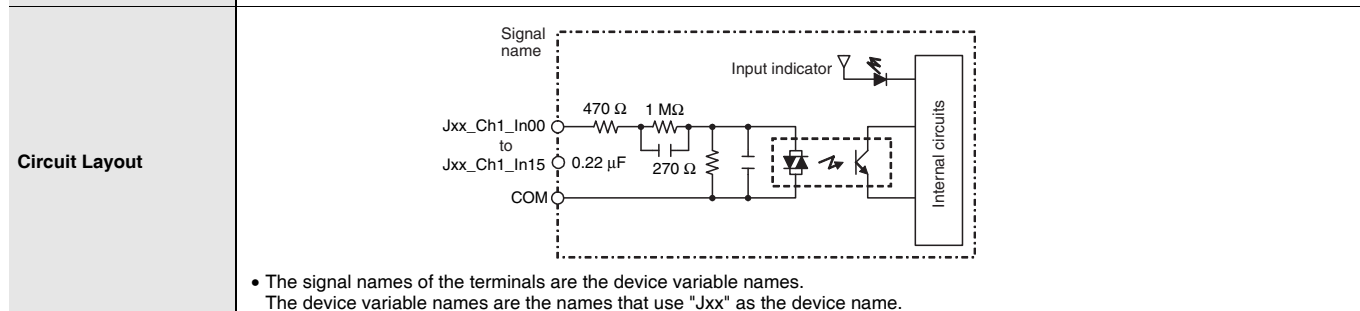 Circuit Layout
Signal
name
Input indicator
470 Ω 1 MΩ
Jxx_Ch1_In00
to
Jxx_Ch1_In15 0.22 μF 270 Ω
COM
Internal circuits
• The signal names of the terminals are the device variable names.
The device variable names are the names that use "Jxx" as the device name.